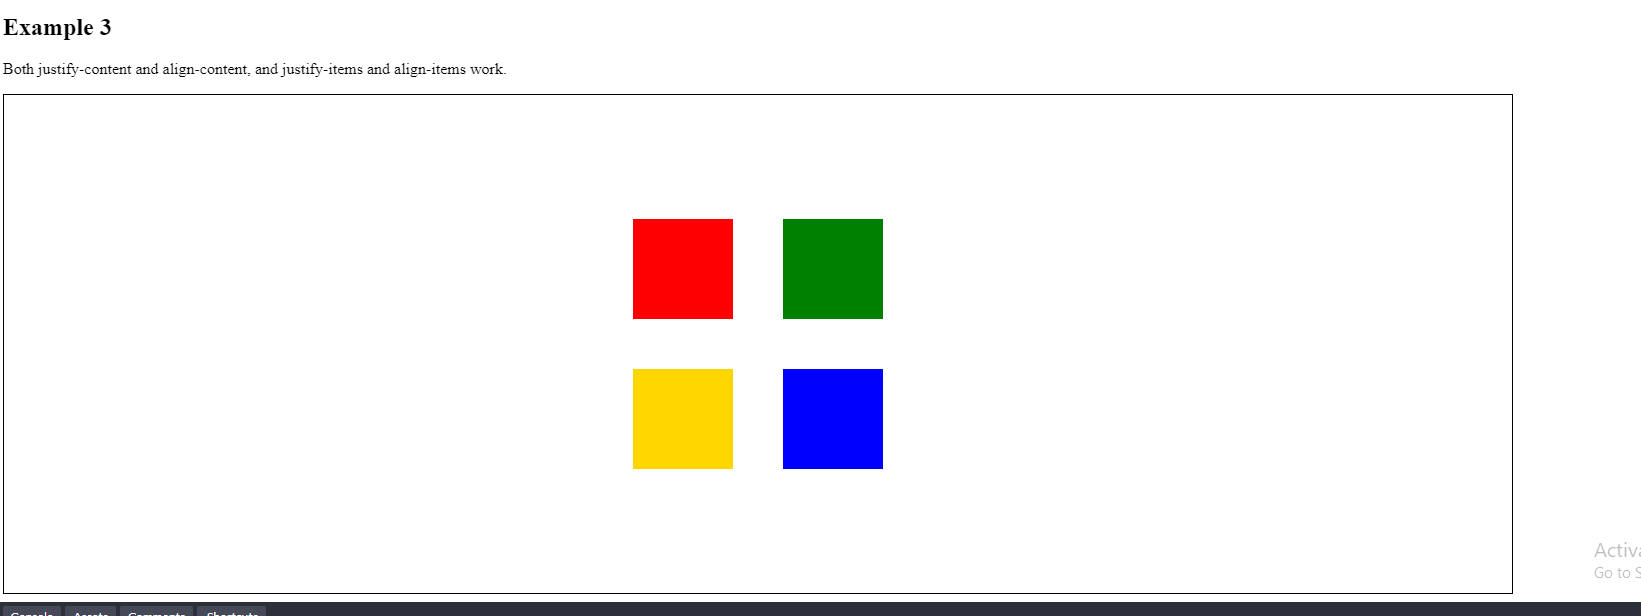 Example 3
Both justify-content and align-content, and justify-items and align-items work.
Activa
Go to S
Console Assets Comments Shortcuts